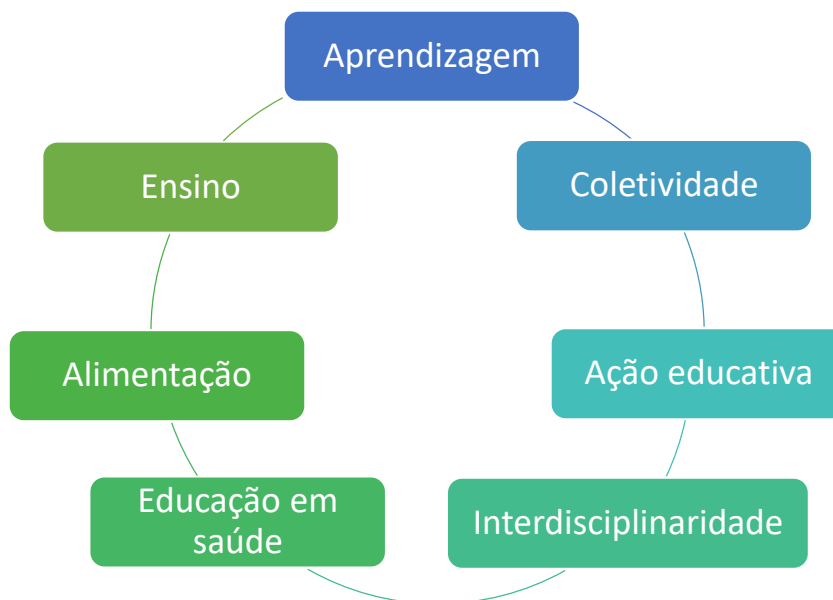 Aprendizagem
Ensino
Coletividade
Alimentação
Ação educativa
Educação em
saúde
Interdisciplinaridade